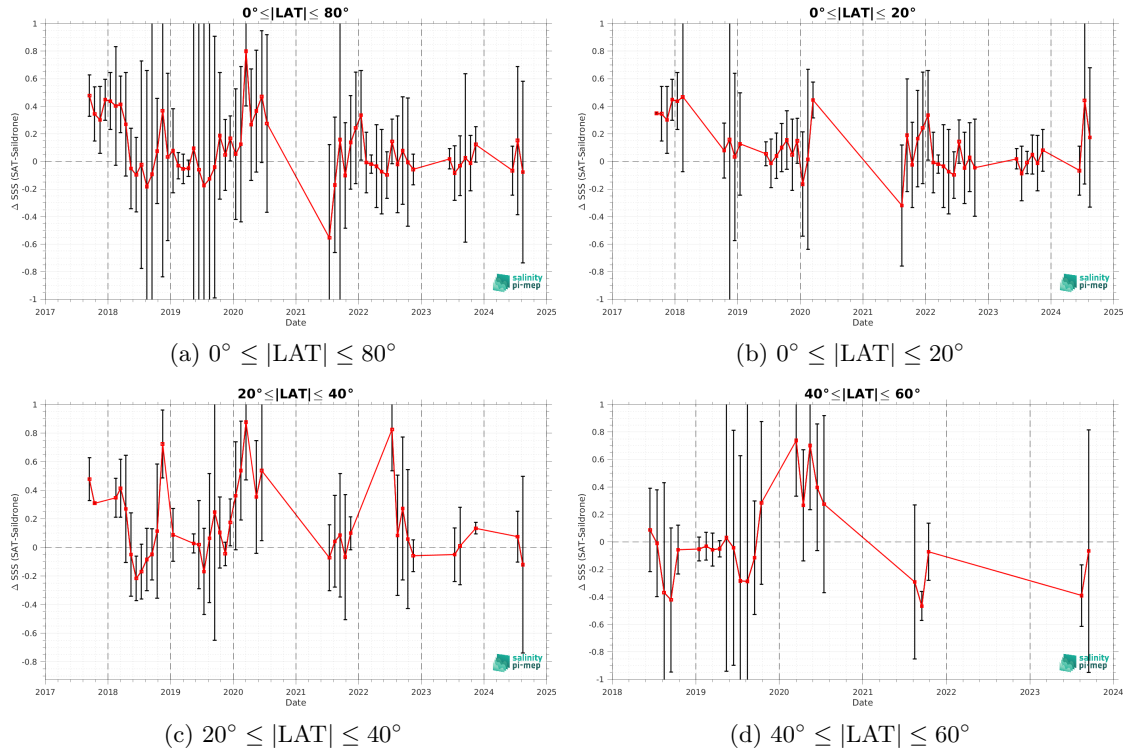 0°≤|LAT|≤ 80°
Δ SSS (SAT-Saildrone)
1
0.8
0.6
0.4
0.2
0
-0.2
-0.4
-0.6
-0.8
-1
2017 2018 2019 2020 2021 2022 2023 2024 2025
Date
salinity
pi-mep
(a) 0° ≤ |LAT| ≤ 80°
0°≤|LAT|≤ 20°
Δ SSS (SAT-Saildrone)
1
0.8
0.6
0.4
0.2
0
-0.2
-0.4
-0.6
-0.8
-1
2017 2018 2019 2020 2021 2022 2023 2024 2025
Date
salinity
pi-mep
(b) 0° ≤ |LAT| ≤ 20°
20°≤|LAT|≤ 40°
Δ SSS (SAT-Saildrone)
1
0.8
0.6
0.4
0.2
0
-0.2
-0.4
-0.6
-0.8
2017 2018 2019 2020 2021 2022 2023 2024 2025
Date
salinity
pi-mep
(c) 20° ≤ |LAT| ≤ 40°
40°≤|LAT|≤ 60°
Δ SSS (SAT-Saildrone)
1
0.8
0.6
0.4
0.2
0
-0.2
-0.4
-0.6
-0.8
-1
2018 2019 2020 2021 2022 2023 2024
Date
salinity
pi-mep
(d) 40° ≤ |LAT| ≤ 60°